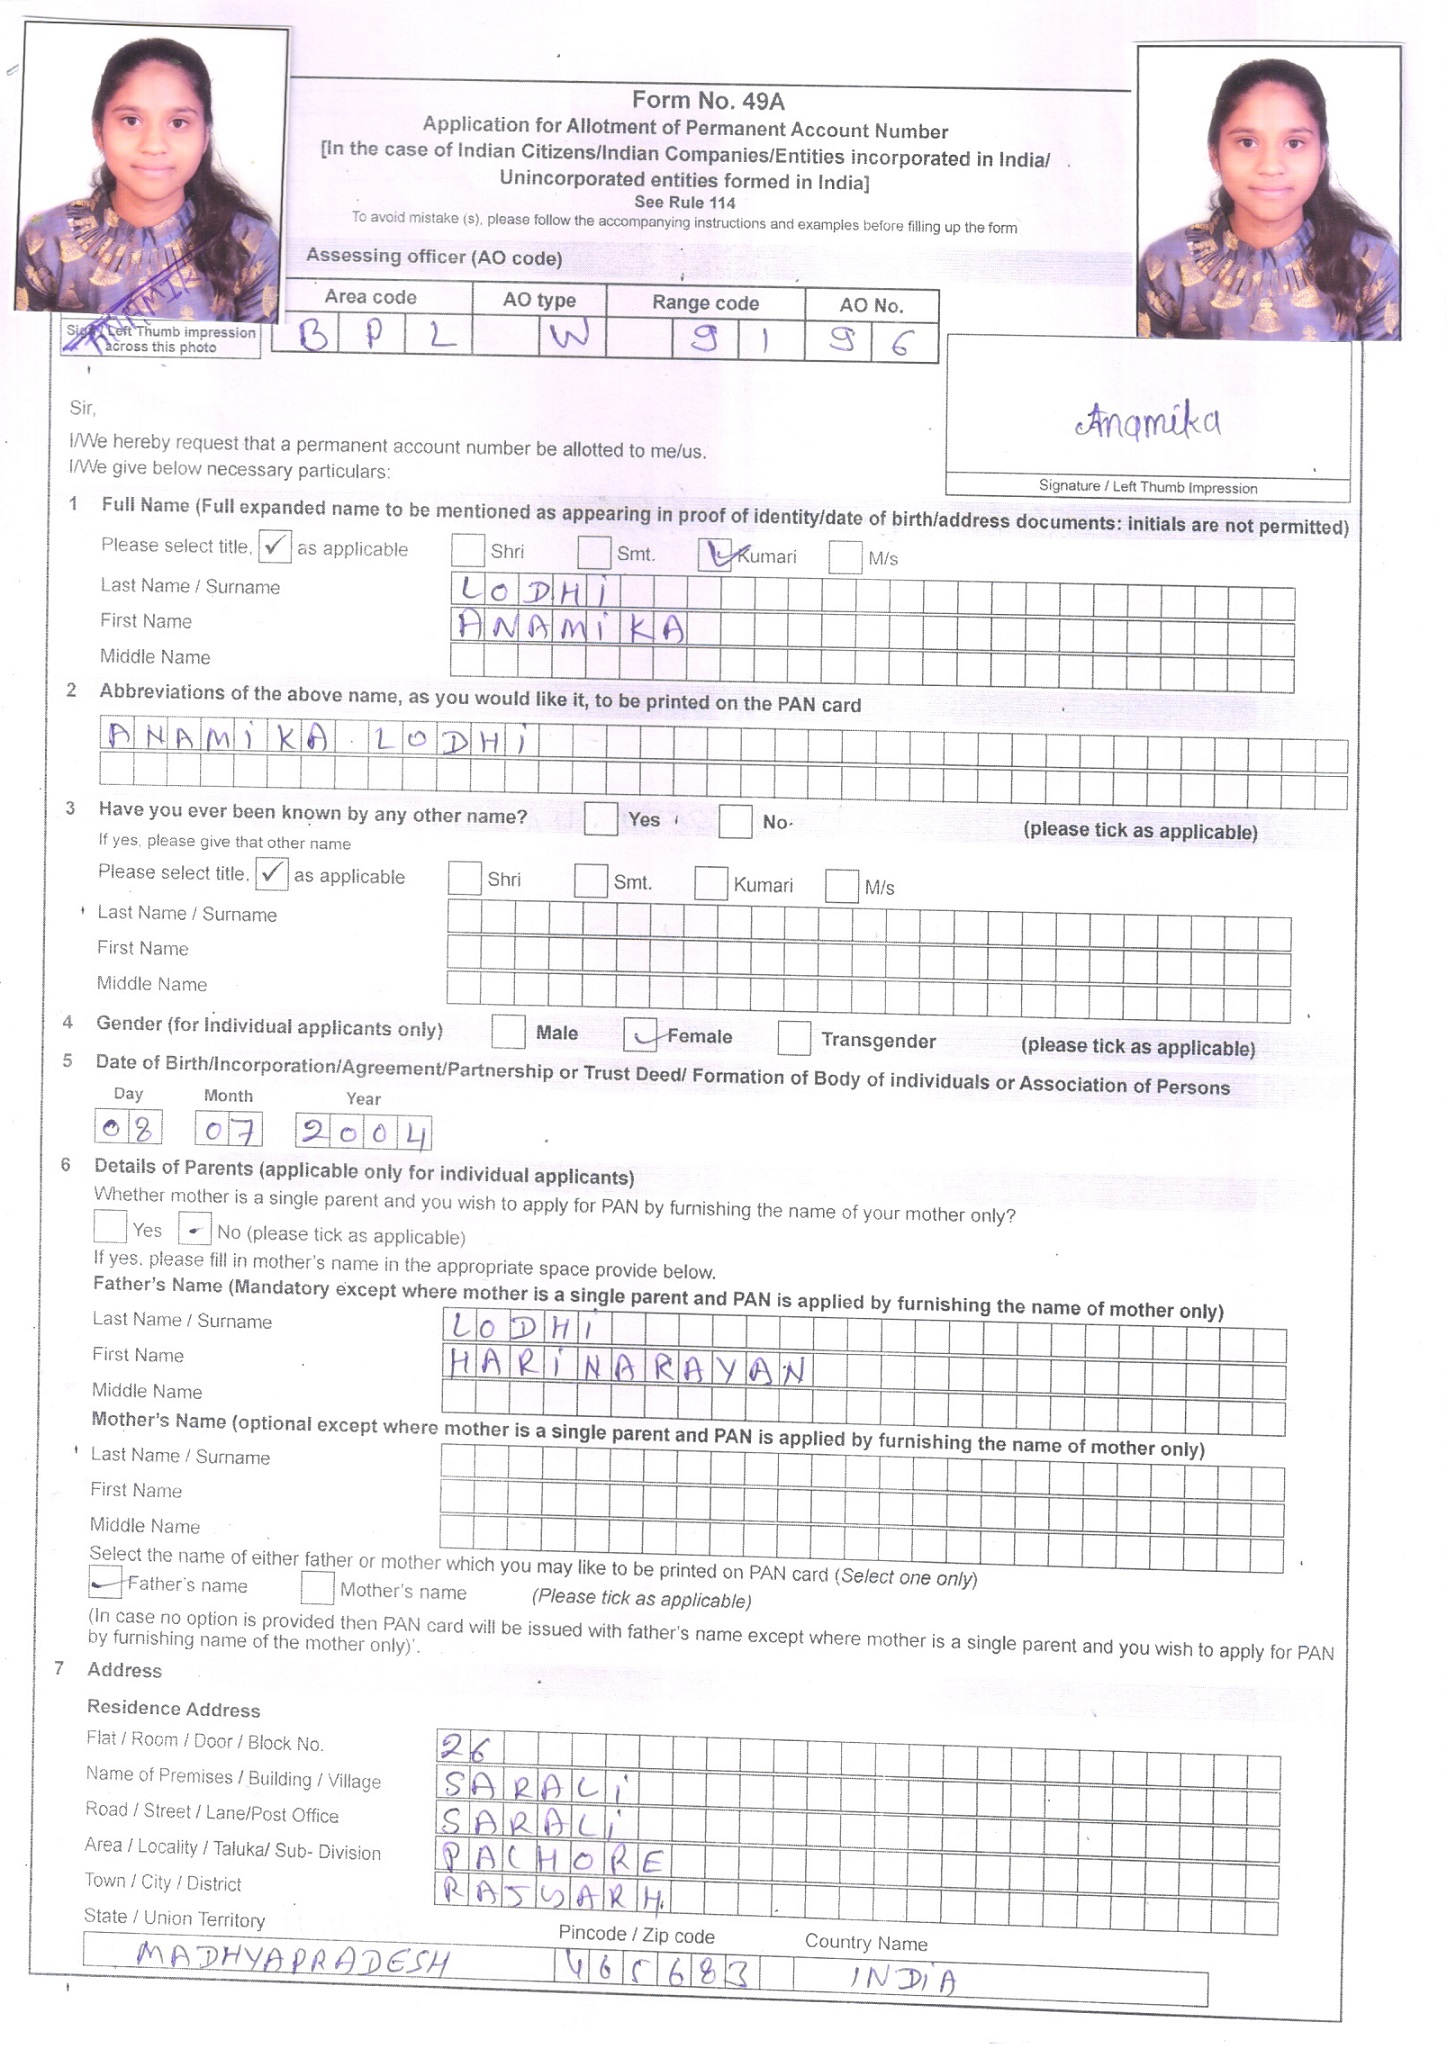 Form No. 49A
Application for Allotment of Permanent Account Number
[In the case of Indian Citizens/Indian Companies/Entities incorporated in India/
Unincorporated entities formed in India]
See Rule 114
To avoid mistake (s), please follow the accompanying instructions and examples before filling up the form
Assessing officer (AO code)
Area code AO type Range code AO No.
BPL W 91 96
Sign / Left Thumb impression
across this photo
ANAMIKA
Anamika
Signature / Left Thumb Impression
Sir,
I/We hereby request that a permanent account number be allotted to me/us.
I/We give below necessary particulars:
1 Full Name (Full expanded name to be mentioned as appearing in proof of identity/date of birth/address documents: initials are not permitted)
Please select title, ✓ as applicable Shri Smt. Kumari M/s
Last Name / Surname LODHI
First Name ANAMIKA
Middle Name
2 Abbreviations of the above name, as you would like it, to be printed on the PAN card
ANAMIKA LODHI
3 Have you ever been known by any other name? Yes No (please tick as applicable)
If yes, please give that other name
Please select title, ✓ as applicable Shri Smt. Kumari M/s
Last Name / Surname
First Name
Middle Name
4 Gender (for Individual applicants only) Male Female Transgender (please tick as applicable)
5 Date of Birth/Incorporation/Agreement/Partnership or Trust Deed/ Formation of Body of individuals or Association of Persons
Day Month Year
08 07 2004
6 Details of Parents (applicable only for individual applicants)
Whether mother is a single parent and you wish to apply for PAN by furnishing the name of your mother only?
Yes No (please tick as applicable)
If yes, please fill in mother's name in the appropriate space provide below.
Father's Name (Mandatory except where mother is a single parent and PAN is applied by furnishing the name of mother only)
Last Name / Surname LODHI
First Name HARINARAYAN
Middle Name
Mother's Name (optional except where mother is a single parent and PAN is applied by furnishing the name of mother only)
Last Name / Surname
First Name
Middle Name
Select the name of either father or mother which you may like to be printed on PAN card (Select one only)
Father's name Mother's name (Please tick as applicable)
(In case no option is provided then PAN card will be issued with father's name except where mother is a single parent and you wish to apply for PAN
by furnishing name of the mother only)'.
7 Address
Residence Address
Flat / Room / Door / Block No. 26
Name of Premises / Building / Village SARALI
Road / Street / Lane/Post Office SARALI
Area / Locality / Taluka/ Sub- Division PACHORE
Town / City / District RAJGARH
State / Union Territory Pincode / Zip code Country Name
MADHYAPRADESH 465683 INDIA